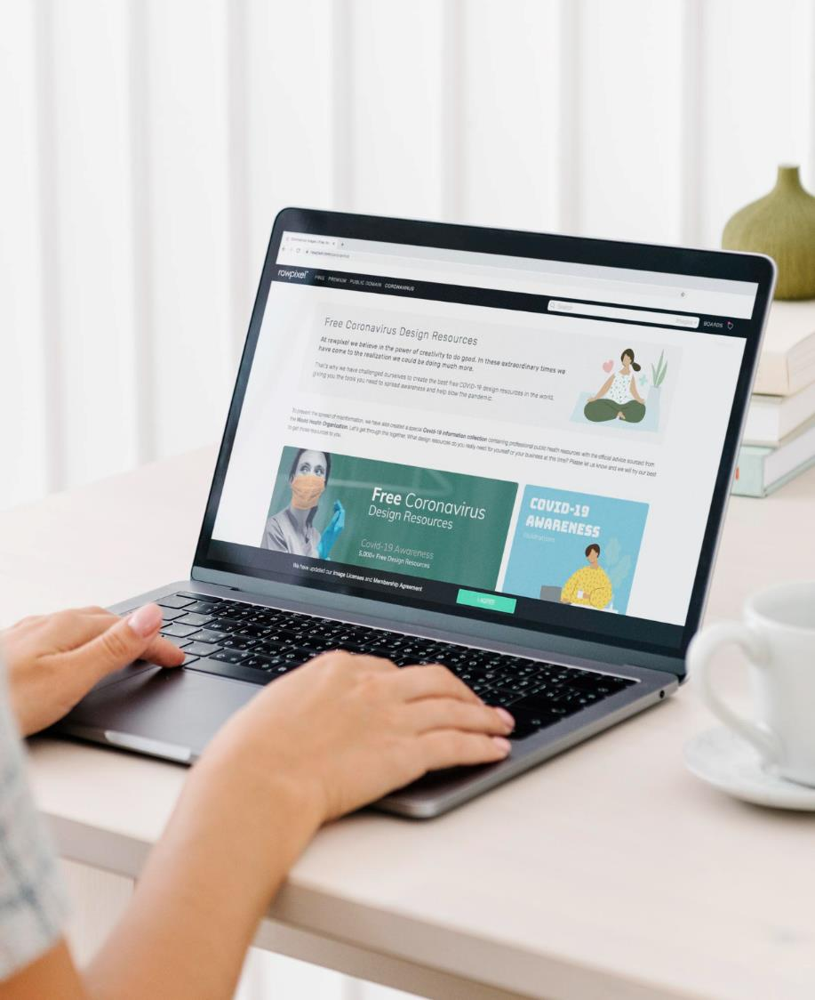 rawpixel.com/coronavirus
rawpixel
FREE PREMIUM PUBLIC DOMAIN CORONAVIRUS
Search
BOARDS
Free Coronavirus Design Resources
At rawpixel we believe in the power of creativity to do good. In these extraordinary times we
have come to the realization we could be doing much more.
That's why we have challenged ourselves to create the best free COVID-19 design resources in the world,
giving you the tools you need to spread awareness and help slow the pandemic.
To prevent the spread of misinformation, we have also created a special Covid-19 information collection containing professional public health resources with the official advice sourced from
the World Health Organization. Let's get through this together. What design resources do you really need for yourself or your business at this time? Please let us know and we will try our best
to get those resources to you.
Free Coronavirus
Design Resources
Covid-19 Awareness
5,000+ Free Design Resources
COVID-19
AWARENESS
Illustrations
We have updated our Image Licenses and Membership Agreement
I AGREE